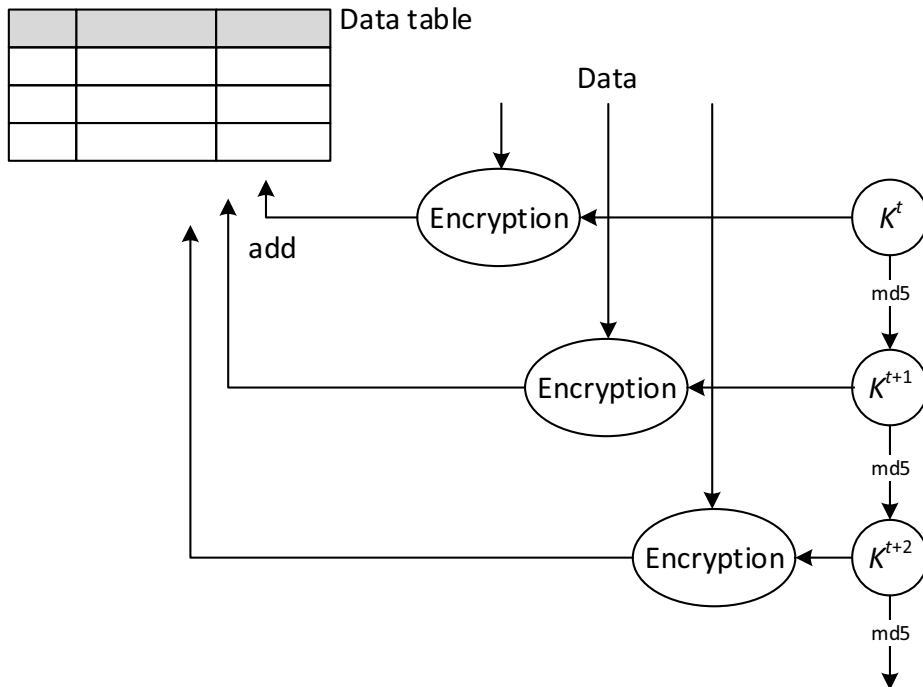 Data table
Data
Encryption
K^t
add
md5
Encryption
K^{t+1}
md5
Encryption
K^{t+2}
md5